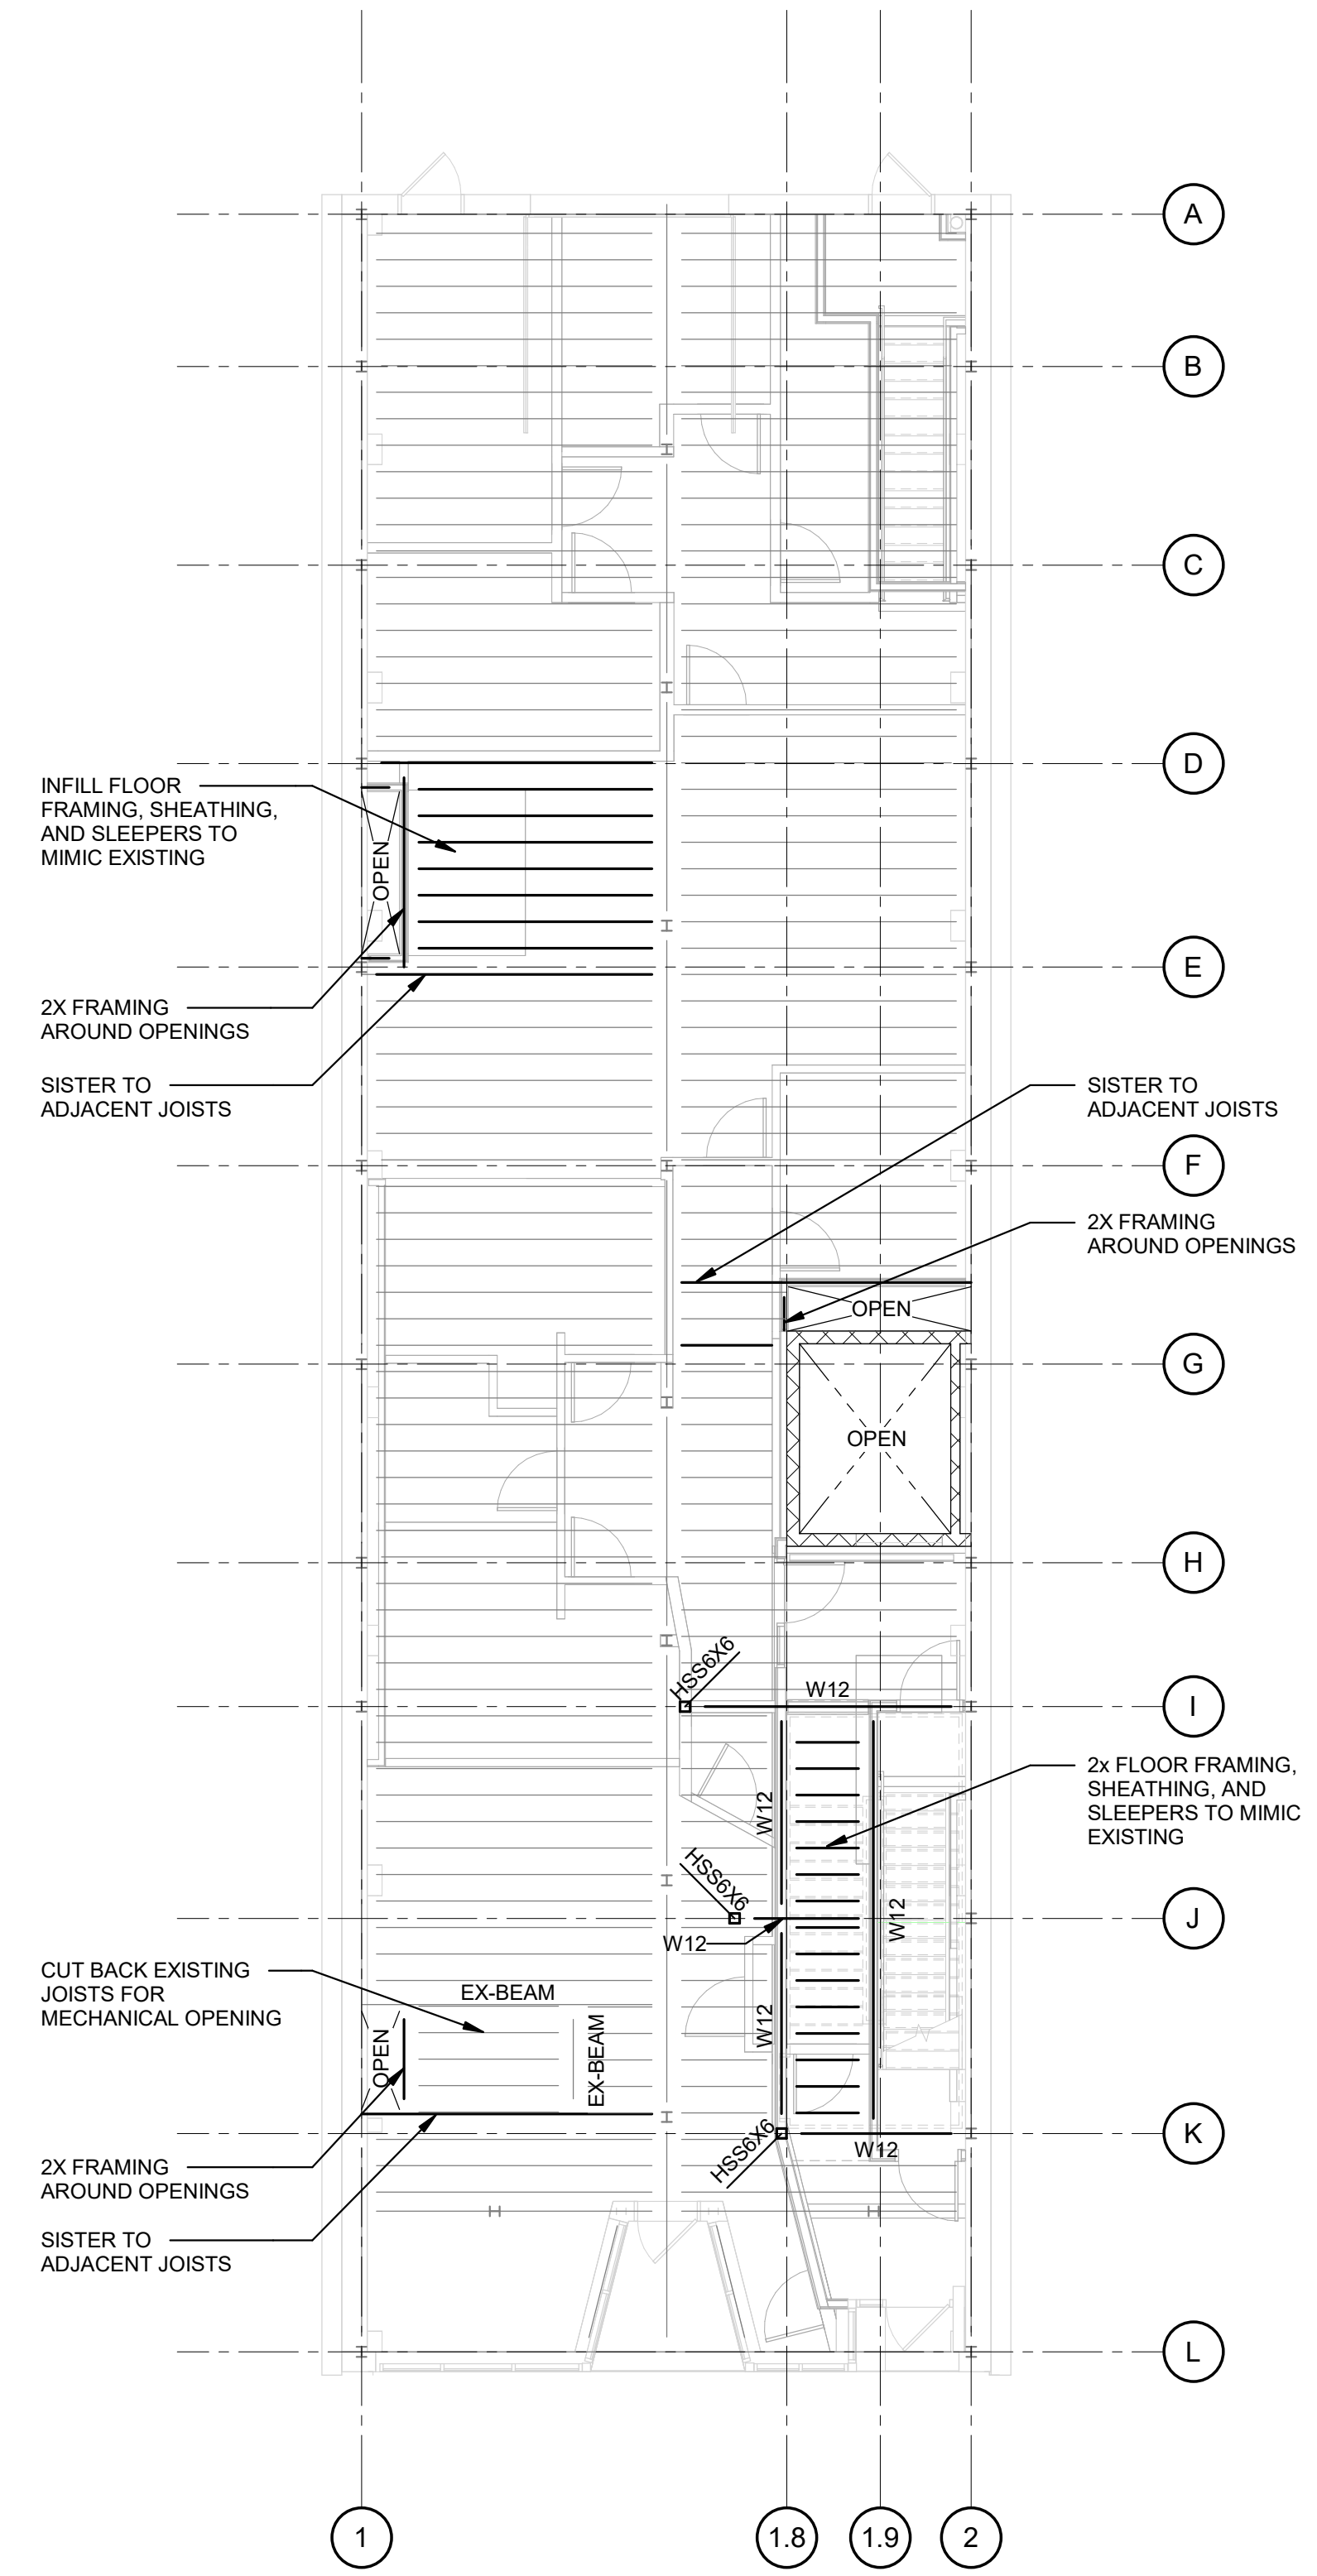 A
B
C
D
INFILL FLOOR
FRAMING, SHEATHING,
AND SLEEPERS TO
MIMIC EXISTING
OPEN
E
2X FRAMING
AROUND OPENINGS
SISTER TO
ADJACENT JOISTS
SISTER TO
ADJACENT JOISTS
F
2X FRAMING
AROUND OPENINGS
OPEN
G
OPEN
H
HSS6X6
W12
I
2x FLOOR FRAMING,
SHEATHING, AND
SLEEPERS TO MIMIC
EXISTING
W12
HSS6X6
W12
J
W12
CUT BACK EXISTING
JOISTS FOR
MECHANICAL OPENING
EX-BEAM
OPEN
EX-BEAM
W12
HSS6X6
W12
K
2X FRAMING
AROUND OPENINGS
SISTER TO
ADJACENT JOISTS
L
1
1.8
1.9
2